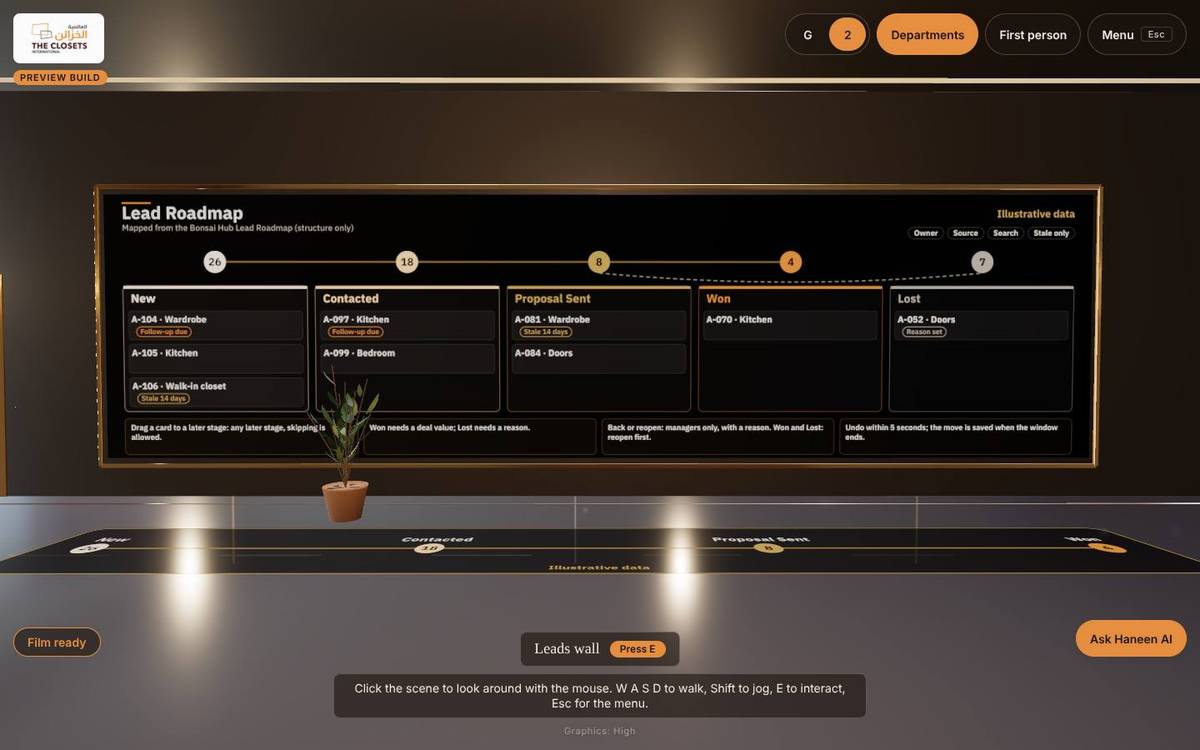 العالمية
الخزائن
THE CLOSETS
INTERNATIONAL
PREVIEW BUILD
G 2 Departments First person Menu Esc
Lead Roadmap
Mapped from the Bonsai Hub Lead Roadmap (structure only)
Illustrative data
Owner Source Search Stale only
26 18 8 4 7
New Contacted Proposal Sent Won Lost
A-104 · Wardrobe
Follow-up due
A-105 · Kitchen
A-106 · Walk-in closet
Stale 14 days
A-097 · Kitchen
Follow-up due
A-099 · Bedroom
A-081 · Wardrobe
Stale 14 days
A-084 · Doors
A-070 · Kitchen
A-052 · Doors
Reason set
Drag a card to a later stage: any later stage, skipping is
allowed.
Won needs a deal value; Lost needs a reason.
Back or reopen: managers only, with a reason. Won and Lost:
reopen first.
Undo within 5 seconds; the move is saved when the window
ends.
New Contacted Proposal Sent Won
26 18 8 4
Illustrative data
Film ready
Leads wall Press E
Ask Haneen AI
Click the scene to look around with the mouse. W A S D to walk, Shift to jog, E to interact,
Esc for the menu.
Graphics: High